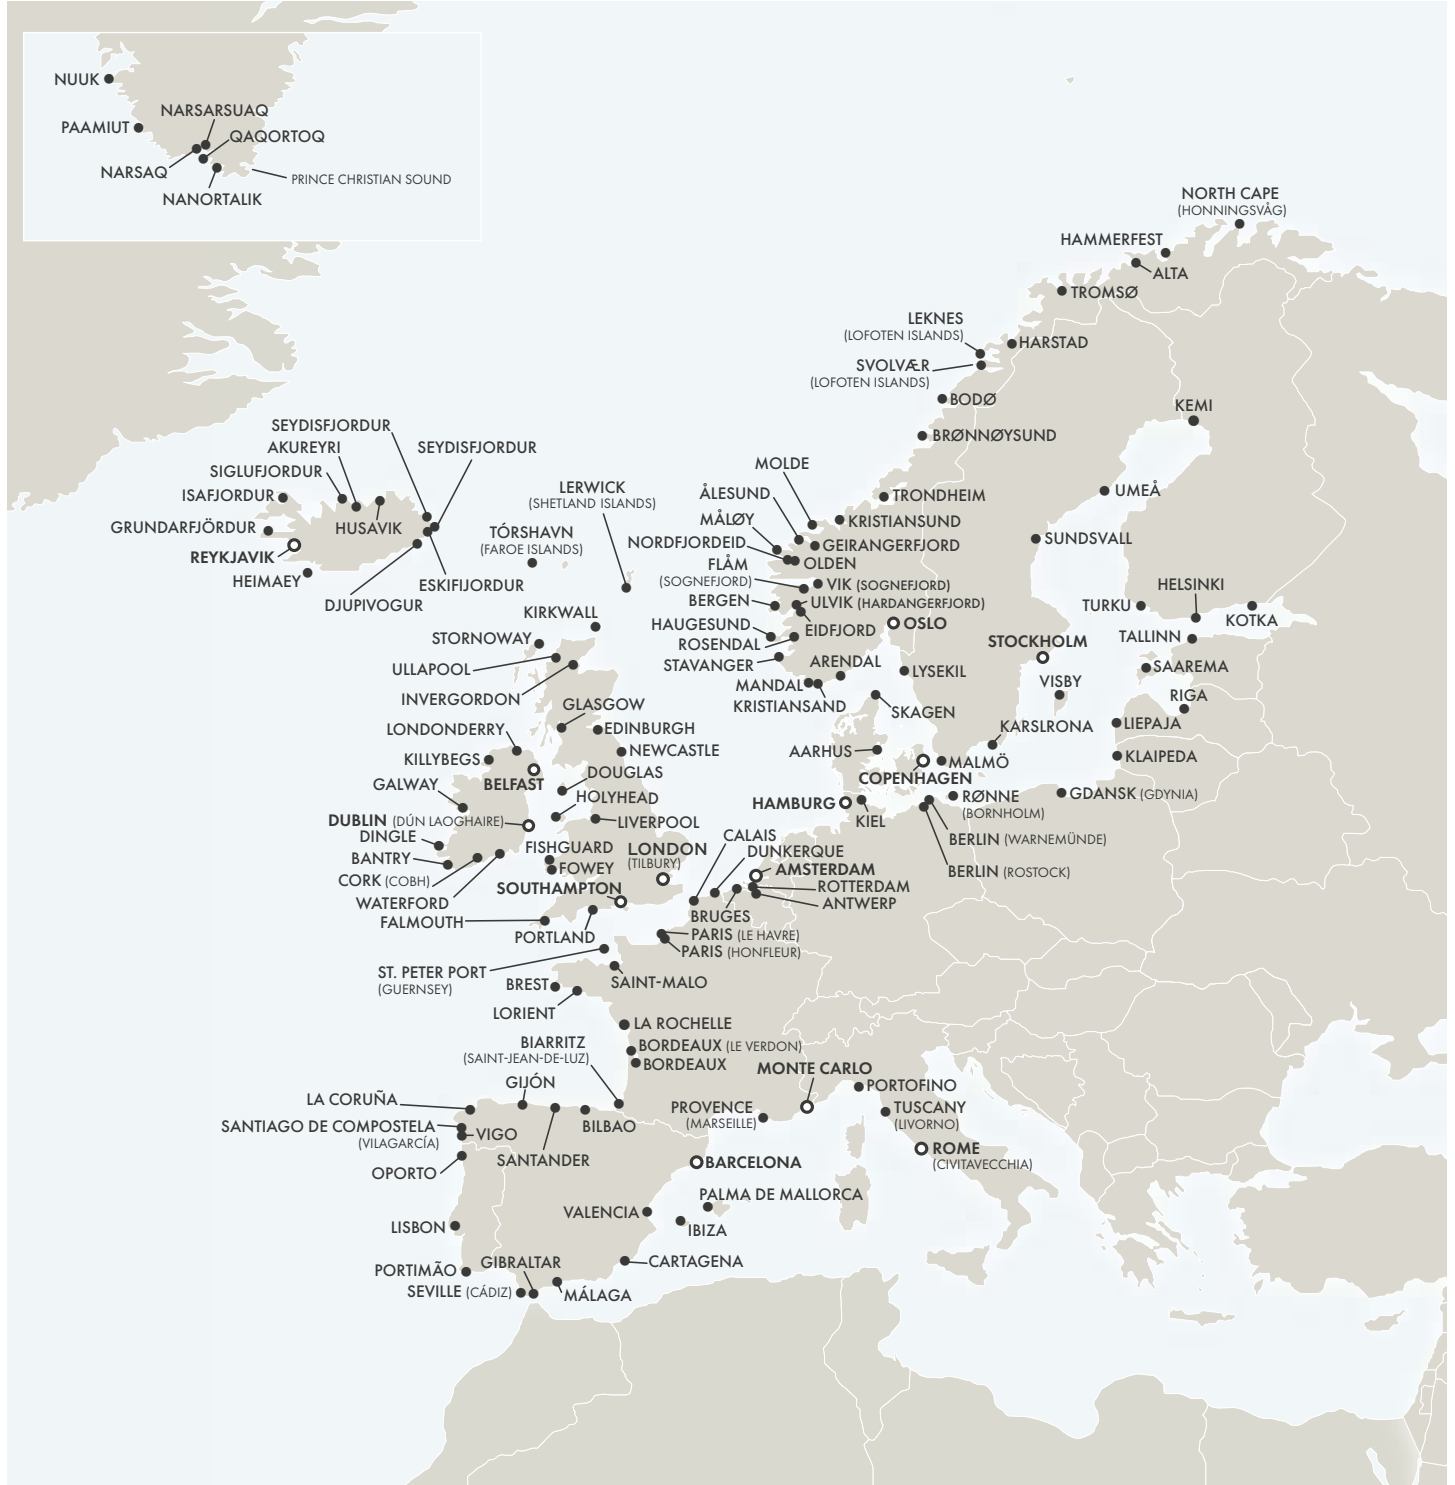 NUUK
NARSARSUAQ
PAAMIUT
QAQORTOQ
NARSAQ
PRINCE CHRISTIAN SOUND
NANORTALIK
NORTH CAPE
(HONNINGSVÅG)
HAMMERFEST
ALTA
TROMSØ
LEKNES
(LOFOTEN ISLANDS)
HARSTAD
SVOLVÆR
(LOFOTEN ISLANDS)
BODØ
KEMI
BRØNNØYSUND
SEYDISFJORDUR
AKUREYRI
SEYDISFJORDUR
SIGLUFJORDUR
ISAFJORDUR
GRUNDARFJÖRDUR
HUSAVIK
REYKJAVIK
HEIMAEY
ESKIFIJORDUR
DJUPIVOGUR
LERWICK
(SHETLAND ISLANDS)
TÓRSHAVN
(FAROE ISLANDS)
MOLDE
ÅLESUND
TRONDHEIM
UMEÅ
MÅLØY
KRISTIANSUND
NORDFJORDEID
GEIRANGERFJORD
SUNDSVALL
OLDEN
FLÅM
(SOGNEFJORD)
VIK (SOGNEFJORD)
BERGEN
ULVIK (HARDANGERFJORD)
HELSINKI
TURKU
KOTKA
HAUGESUND
EIDFJORD
OSLO
ROSENDAL
STOCKHOLM
TALLINN
STAVANGER
ARENDAL
LYSEKIL
SAAREMA
MANDAL
VISBY
KRISTIANSAND
SKAGEN
RIGA
KARSLRONA
LIEPAJA
KIRKWALL
STORNOWAY
ULLAPOOL
INVERGORDON
GLASGOW
LONDONDERRY
EDINBURGH
NEWCASTLE
KILLYBEGS
AARHUS
MALMÖ
KLAIPEDA
BELFAST
DOUGLAS
COPENHAGEN
GALWAY
HOLYHEAD
HAMBURG
RØNNE
(BORNHOLM)
GDANSK (GDYNIA)
DUBLIN (DÚN LAOGHAIRE)
LIVERPOOL
KIEL
DINGLE
CALAIS
BERLIN (WARNEMÜNDE)
BANTRY
FISHGUARD
LONDON
(TILBURY)
DUNKERQUE
CORK (COBH)
FOWEY
AMSTERDAM
BERLIN (ROSTOCK)
WATERFORD
SOUTHAMPTON
ROTTERDAM
FALMOUTH
ANTWERP
BRUGES
PORTLAND
PARIS (LE HAVRE)
PARIS (HONFLEUR)
ST. PETER PORT
(GUERNSEY)
BREST
SAINT-MALO
LORIENT
LA ROCHELLE
BIARRITZ
(SAINT-JEAN-DE-LUZ)
BORDEAUX (LE VERDON)
BORDEAUX
MONTE CARLO
GIJÓN
PORTOFINO
LA CORUÑA
PROVENCE
(MARSEILLE)
TUSCANY
(LIVORNO)
SANTIAGO DE COMPOSTELA
(VILAGARCÍA)
VIGO
BILBAO
SANTANDER
ROME
(CIVITAVECCHIA)
OPORTO
BARCELONA
PALMA DE MALLORCA
VALENCIA
LISBON
IBIZA
GIBRALTAR
CARTAGENA
PORTIMÃO
SEVILLE (CÁDIZ)
MÁLAGA